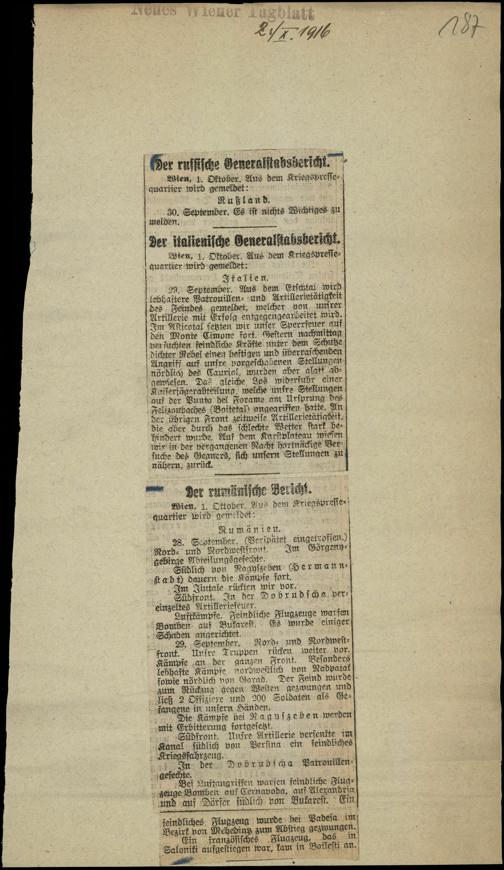 Neues Wiener Tagblatt
2./X. 1916
187
Der russische Generalstabsbericht.
Wien, 1. Oktober. Aus dem Kriegspresse-
quartier wird gemeldet:
Rußland.
30. September. Es ist nichts Wichtiges zu
melden.
Der italienische Generalstabsbericht.
Wien, 1. Oktober. Aus dem Kriegspresse-
quartier wird gemeldet:
Italien.
29. September. Aus dem Etschtal wird
lebhaftere Patrouillen- und Artillerietätigkeit
des Feindes gemeldet, welcher von unsrer
Artillerie mit Erfolg entgegengearbeitet wird.
Im Asticotal setzten wir unser Sperrfeuer auf
den Monte Cimone fort. Gestern nachmittag
versuchten feindliche Kräfte unter dem Schutze
dichter Nebel einen heftigen und überraschenden
Angriff auf unsre vorgeschobenen Stellungen
nördlich des Cauriol, wurden aber glatt ab-
gewiesen. Das gleiche Los widerfuhr einer
Kaiserjägerabteilung, welche unsre Stellungen
auf der Punta del Forame am Ursprung des
Felizonbaches (Boitetal) angegriffen hatte. An
der übrigen Front zeitweise Artillerietätigkeit,
die aber durch das schlechte Wetter stark be-
hindert wurde. Auf dem Karstplateau wiesen
wir in der vergangenen Nacht hartnäckige Ver-
suche des Gegners, sich unsern Stellungen zu
nähern, zurück.
Der rumänische Bericht.
Wien, 1. Oktober. Aus dem Kriegspresse-
quartier wird gemeldet:
Rumänien.
28. September. (Verspätet eingetroffen.)
Nord- und Nordwestfront. Im Görgeny-
gebirge Abteilungsgefechte.
Südlich von Nagyszeben (Hermann-
stadt) dauern die Kämpfe fort.
Im Jiutale rückten wir vor.
Südfront. In der Dobrudscha ver-
einzeltes Artilleriefeuer.
Luftkämpfe. Feindliche Flugzeuge warfen
Bomben auf Bukarest. Es wurde einiger
Schaden angerichtet.
29. September. Nord- und Nordwest-
front. Unsre Truppen rücken weiter vor.
Kämpfe an der ganzen Front. Besonders
lebhafte Kämpfe nordwestlich von Nadpatak
sowie nördlich von Garad. Der Feind wurde
zum Rückzug gegen Westen gezwungen und
ließ 2 Offiziere und 200 Soldaten als Ge-
fangene in unsern Händen.
Die Kämpfe bei Nagyszeben werden
mit Erbitterung fortgesetzt.
Südfront. Unsre Artillerie versenkte im
Kanal südlich von Persina ein feindliches
Kriegsfahrzeug.
In der Dobrudscha Patrouillen-
gefechte.
Bei Luftangriffen warfen feindliche Flug-
zeuge Bomben auf Cernavoda, auf Alexandria
und auf Dörfer südlich von Bukarest. Ein
feindliches Flugzeug wurde bei Padesa im
Bezirk von Mehedintz zum Abstieg gezwungen.
Ein französisches Flugzeug, das in
Saloniki aufgestiegen war, kam in Bailesti an.